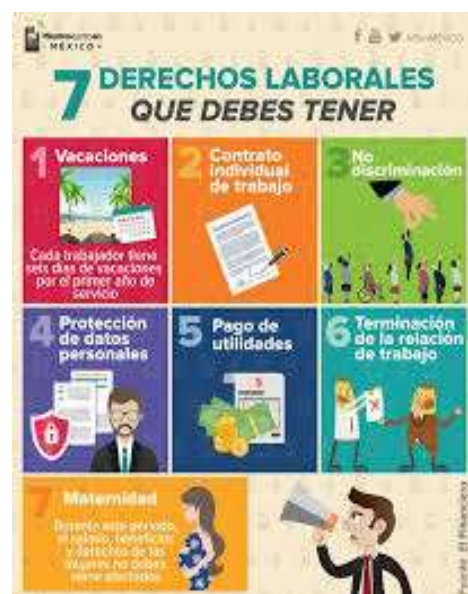 MÉXICO
7 DERECHOS LABORALES
QUE DEBES TENER
1 Vacaciones
Cada trabajador tiene
seis días de vacaciones
por el primer año de
servicio
2 Contrato
individual
de trabajo
3 No
discriminación
4 Protección
de datos
personales
5 Pago de
utilidades
6 Terminación
de la relación
de trabajo
7 Maternidad
Durante este periodo,
el salario, beneficios
y derechos de las
mujeres no deben
verse afectados